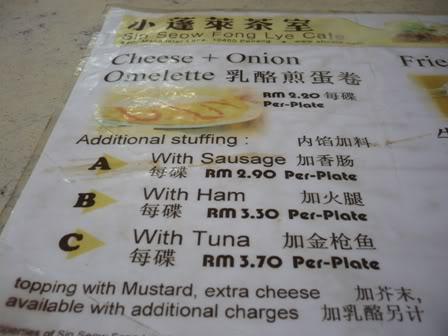 小蓬萊茶室
Sin Seow Fong Lye Cafe
Cheese + Onion
Omelette 乳酪煎蛋卷
RM 2.20 每碟
Per-Plate
Frie
Additional stuffing : 内馅加料
A With Sausage 加香肠
每碟 RM 2.90 Per-Plate
B With Ham 加火腿
每碟 RM 3.30 Per-Plate
C With Tuna 加金枪鱼
每碟 RM 3.70 Per-Plate
topping with Mustard, extra cheese 加芥末,
available with additional charges 加乳酪另计